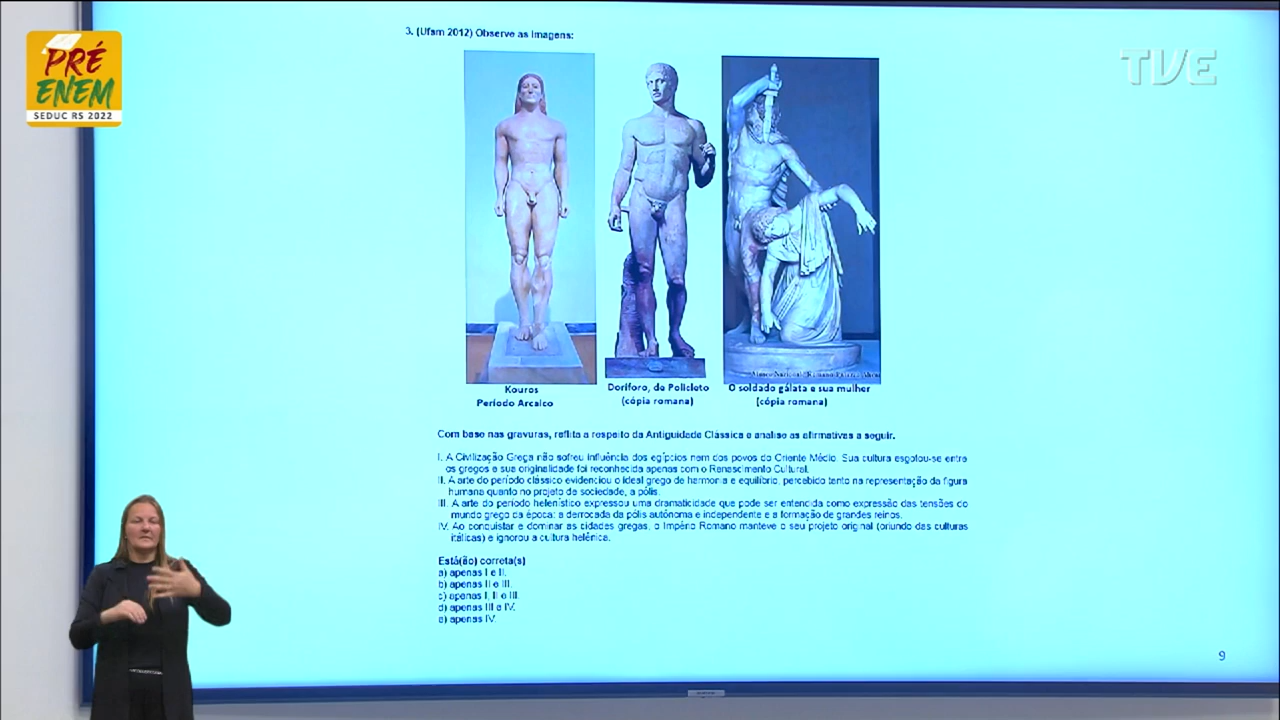 PRÉ
ENEM
SEDUC RS 2022
TVE
3. (Ufsm 2012) Observe as imagens:
Kouros
Período Arcaico
Doríforo, de Policleto
(cópia romana)
O soldado gálata e sua mulher
(cópia romana)
Com base nas gravuras, reflita a respeito da Antiguidade Clássica e analise as afirmativas a seguir.
I. A Civilização Grega não sofreu influência dos egípcios nem dos povos do Oriente Médio. Sua cultura esgotou-se entre
os gregos e sua originalidade foi reconhecida apenas com o Renascimento Cultural.
II. A arte do período clássico evidenciou o ideal grego de harmonia e equilíbrio, percebido tanto na representação da figura
humana quanto no projeto de sociedade, a pólis.
III. A arte do período helenístico expressou uma dramaticidade que pode ser entendida como expressão das tensões do
mundo grego da época: a derrocada da pólis autônoma e independente e a formação de grandes reinos.
IV. Ao conquistar e dominar as cidades gregas, o Império Romano manteve o seu projeto original (oriundo das culturas
itálicas) e ignorou a cultura helênica.
Está(ão) correta(s)
a) apenas I e II.
b) apenas II e III.
c) apenas I, II e III.
d) apenas III e IV.
e) apenas IV.
9